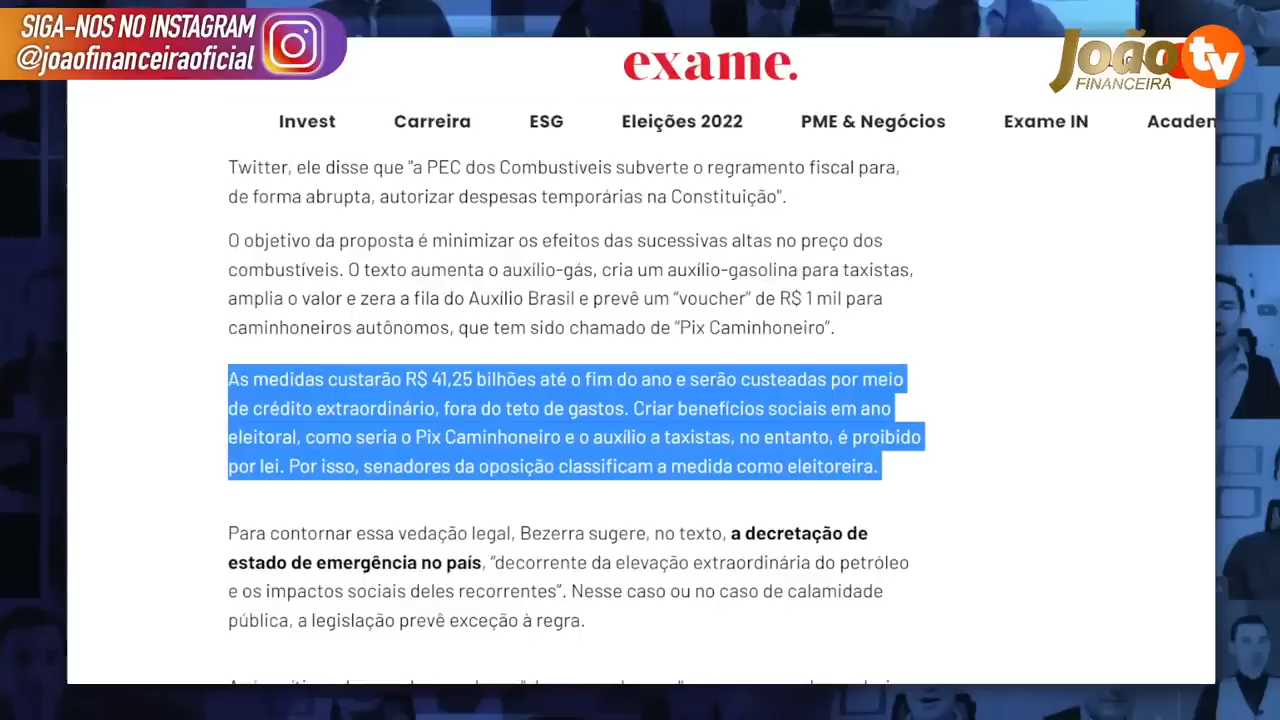 SIGA-NOS NO INSTAGRAM
@joaofinanceiraoficial
exame.
João tv
FINANCEIRA
Invest Carreira ESG Eleições 2022 PME & Negócios Exame IN Academ
Twitter, ele disse que "a PEC dos Combustíveis subverte o regramento fiscal para,
de forma abrupta, autorizar despesas temporárias na Constituição".
O objetivo da proposta é minimizar os efeitos das sucessivas altas no preço dos
combustíveis. O texto aumenta o auxílio-gás, cria um auxílio-gasolina para taxistas,
amplia o valor e zera a fila do Auxílio Brasil e prevê um “voucher” de R$ 1 mil para
caminhoneiros autônomos, que tem sido chamado de “Pix Caminhoneiro”.
As medidas custarão R$ 41,25 bilhões até o fim do ano e serão custeadas por meio
de crédito extraordinário, fora do teto de gastos. Criar benefícios sociais em ano
eleitoral, como seria o Pix Caminhoneiro e o auxílio a taxistas, no entanto, é proibido
por lei. Por isso, senadores da oposição classificam a medida como eleitoreira.
Para contornar essa vedação legal, Bezerra sugere, no texto, a decretação de
estado de emergência no país, “decorrente da elevação extraordinária do petróleo
e os impactos sociais deles recorrentes”. Nesse caso ou no caso de calamidade
pública, a legislação prevê exceção à regra.